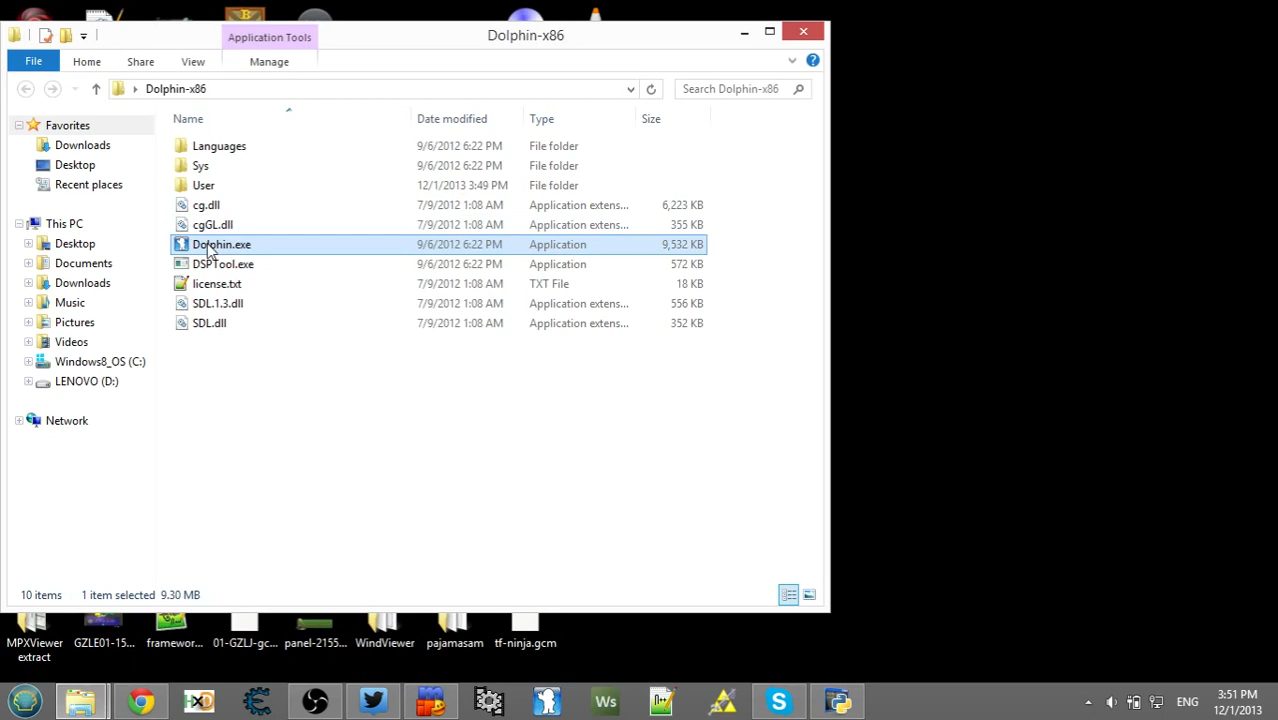 Application Tools
Dolphin-x86
File
Home
Share
View
Manage
Dolphin-x86
Search Dolphin-x86
Name
Date modified
Type
Size
Favorites
Downloads
Desktop
Recent places
This PC
Desktop
Documents
Downloads
Music
Pictures
Videos
Windows8_OS (C:)
LENOVO (D:)
Network
Languages 9/6/2012 6:22 PM File folder
Sys 9/6/2012 6:22 PM File folder
User 12/1/2013 3:49 PM File folder
cg.dll 7/9/2012 1:08 AM Application extens... 6,223 KB
cgGL.dll 7/9/2012 1:08 AM Application extens... 355 KB
Dolphin.exe 9/6/2012 6:22 PM Application 9,532 KB
DSPTool.exe 9/6/2012 6:22 PM Application 572 KB
license.txt 7/9/2012 1:08 AM TXT File 18 KB
SDL.1.3.dll 7/9/2012 1:08 AM Application extens... 556 KB
SDL.dll 7/9/2012 1:08 AM Application extens... 352 KB
10 items 1 item selected 9.30 MB
MPXViewer extract
GZLE01-15...
framewor...
01-GZLJ-gc...
panel-2155...
WindViewer
pajamasam
tf-ninja.gcm
Ws
ENG
3:51 PM
12/1/2013